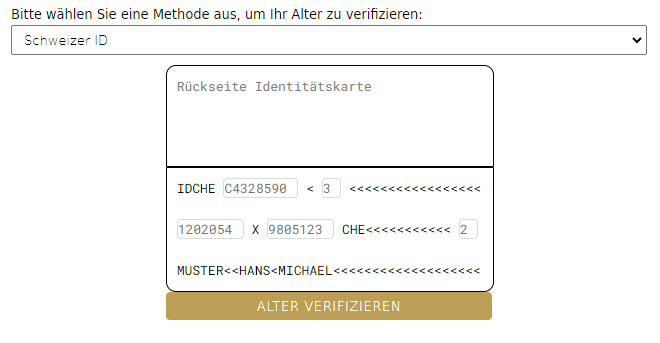 Bitte wählen Sie eine Methode aus, um Ihr Alter zu verifizieren:
Schweizer ID
Rückseite Identitätskarte
IDCHE C4328590 < 3 <<<<<<<<<<<<<<<<<
1202054 X 9805123 CHE<<<<<<<<<<< 2
MUSTER<<HANS<MICHAEL<<<<<<<<<<<<<<<<<<<
ALTER VERIFIZIEREN